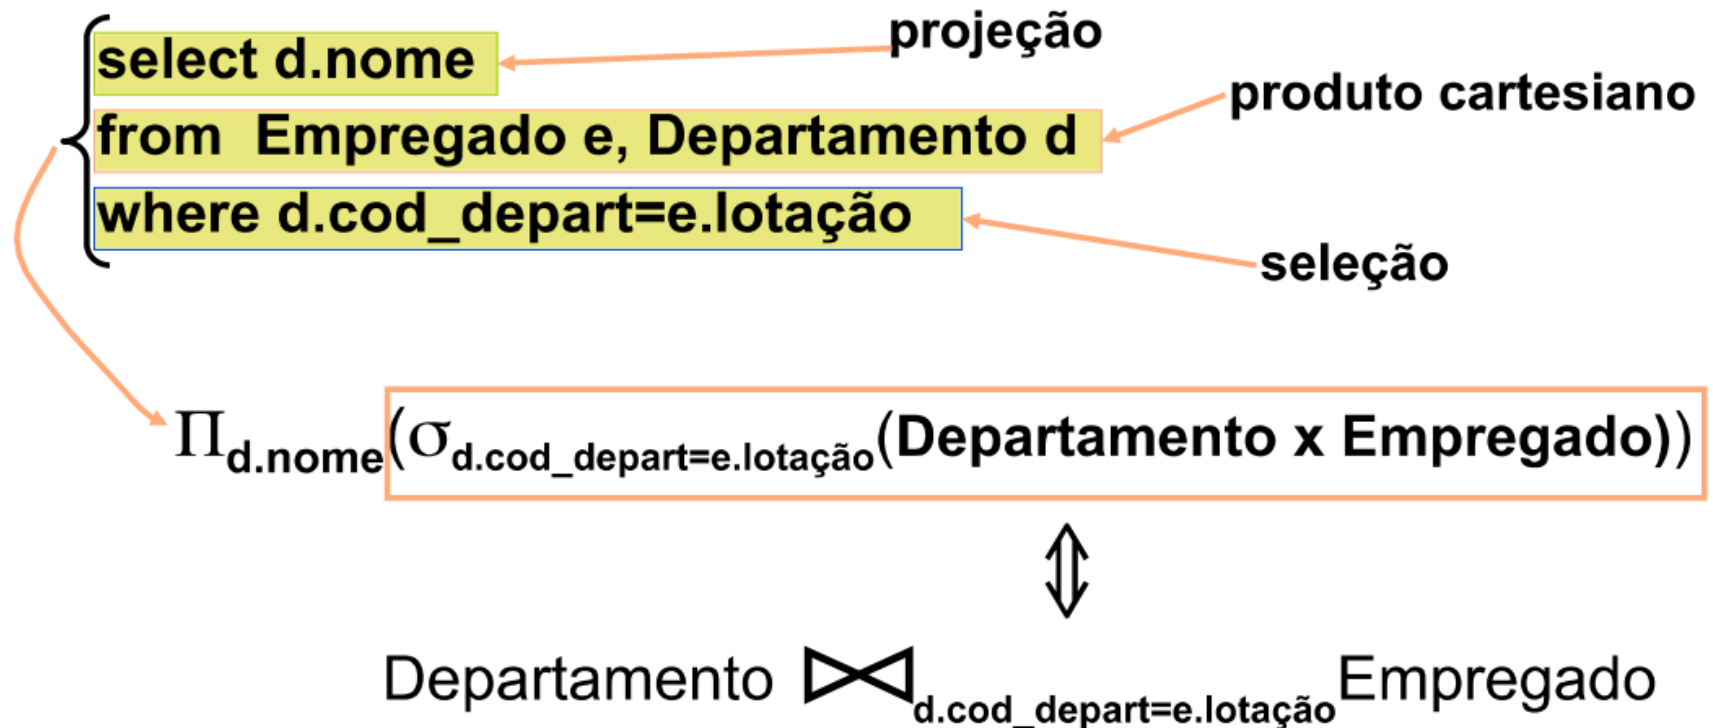 projeção
select d.nome
produto cartesiano
from Empregado e, Departamento d
where d.cod_depart=e.lotação
seleção
Πd.nome(σd.cod_depart=e.lotação(Departamento x Empregado))
Departamento ⋈d.cod_depart=e.lotação Empregado